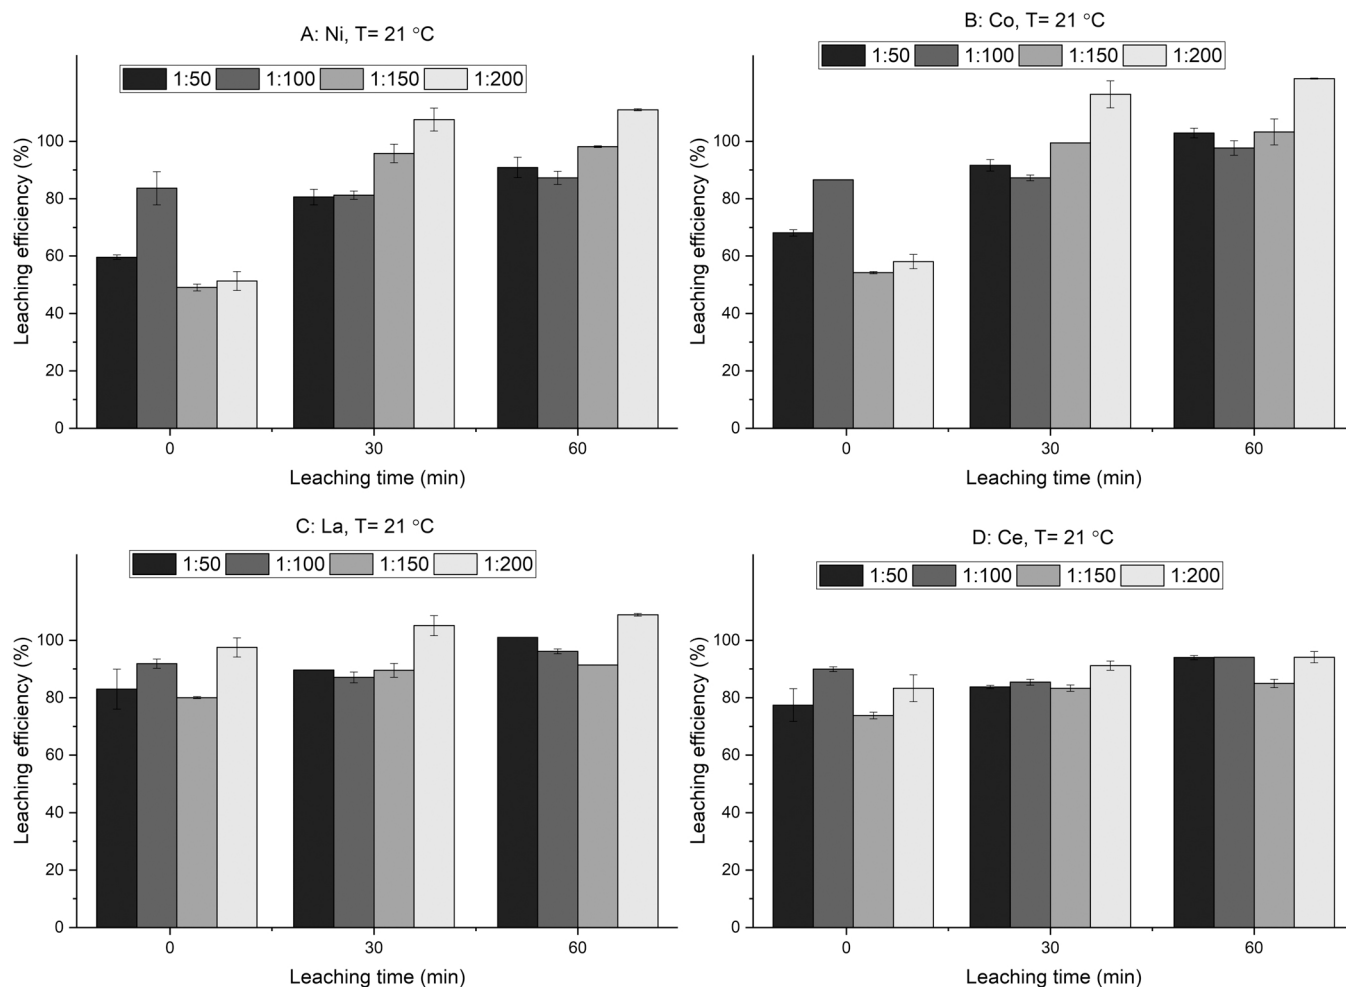 A: Ni, T= 21 °C
1:50 1:100 1:150 1:200
Leaching efficiency (%)
100
80
60
40
20
0
0 30 60
Leaching time (min)
B: Co, T= 21 °C
1:50 1:100 1:150 1:200
Leaching efficiency (%)
100
80
60
40
20
0
0 30 60
Leaching time (min)
C: La, T= 21 °C
1:50 1:100 1:150 1:200
Leaching efficiency (%)
100
80
60
40
20
0
0 30 60
Leaching time (min)
D: Ce, T= 21 °C
1:50 1:100 1:150 1:200
Leaching efficiency (%)
100
80
60
40
20
0
0 30 60
Leaching time (min)